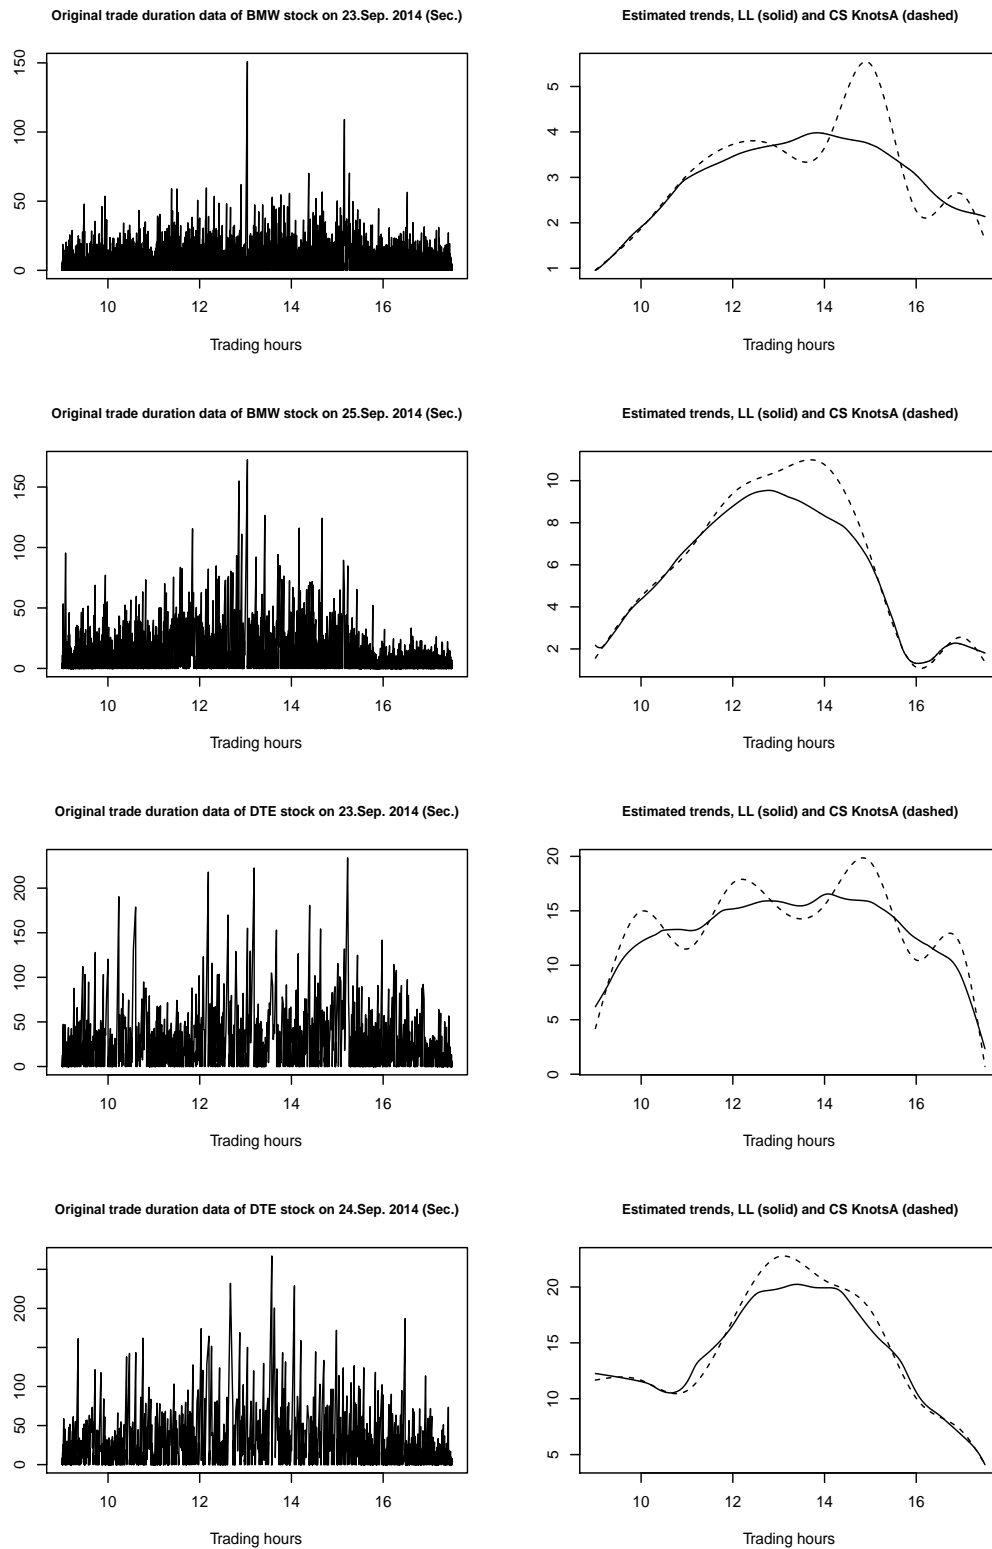 Original trade duration data of BMW stock on 23.Sep. 2014 (Sec.)
0 50 100 150
10 12 14 16
Trading hours
Estimated trends, LL (solid) and CS KnotsA (dashed)
1 2 3 4 5
10 12 14 16
Trading hours
Original trade duration data of BMW stock on 25.Sep. 2014 (Sec.)
0 50 100 150
10 12 14 16
Trading hours
Estimated trends, LL (solid) and CS KnotsA (dashed)
2 4 6 8 10
10 12 14 16
Trading hours
Original trade duration data of DTE stock on 23.Sep. 2014 (Sec.)
0 50 100 150 200
10 12 14 16
Trading hours
Estimated trends, LL (solid) and CS KnotsA (dashed)
0 5 10 15 20
10 12 14 16
Trading hours
Original trade duration data of DTE stock on 24.Sep. 2014 (Sec.)
0 50 100 200
10 12 14 16
Trading hours
Estimated trends, LL (solid) and CS KnotsA (dashed)
5 10 15 20
10 12 14 16
Trading hours